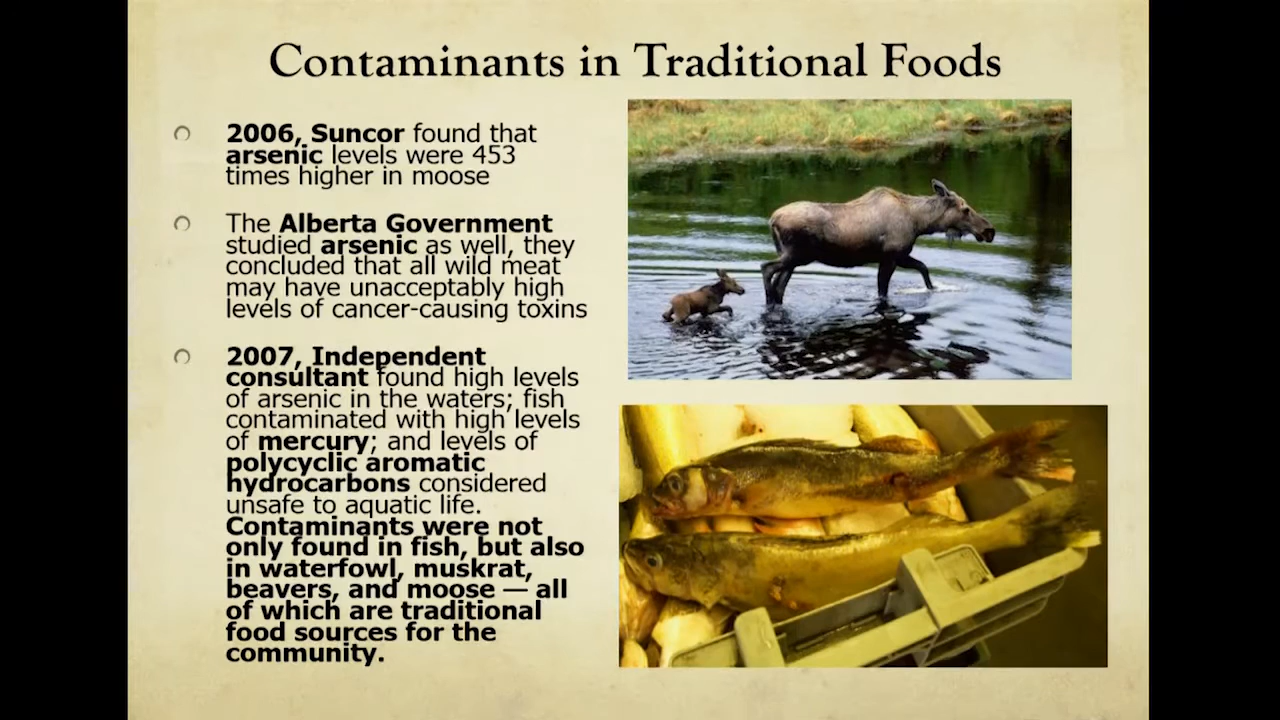 Contaminants in Traditional Foods
2006, Suncor found that
arsenic levels were 453
times higher in moose
The Alberta Government
studied arsenic as well, they
concluded that all wild meat
may have unacceptably high
levels of cancer-causing toxins
2007, Independent
consultant found high levels
of arsenic in the waters; fish
contaminated with high levels
of mercury; and levels of
polycyclic aromatic
hydrocarbons considered
unsafe to aquatic life.
Contaminants were not
only found in fish, but also
in waterfowl, muskrat,
beavers, and moose — all
of which are traditional
food sources for the
community.